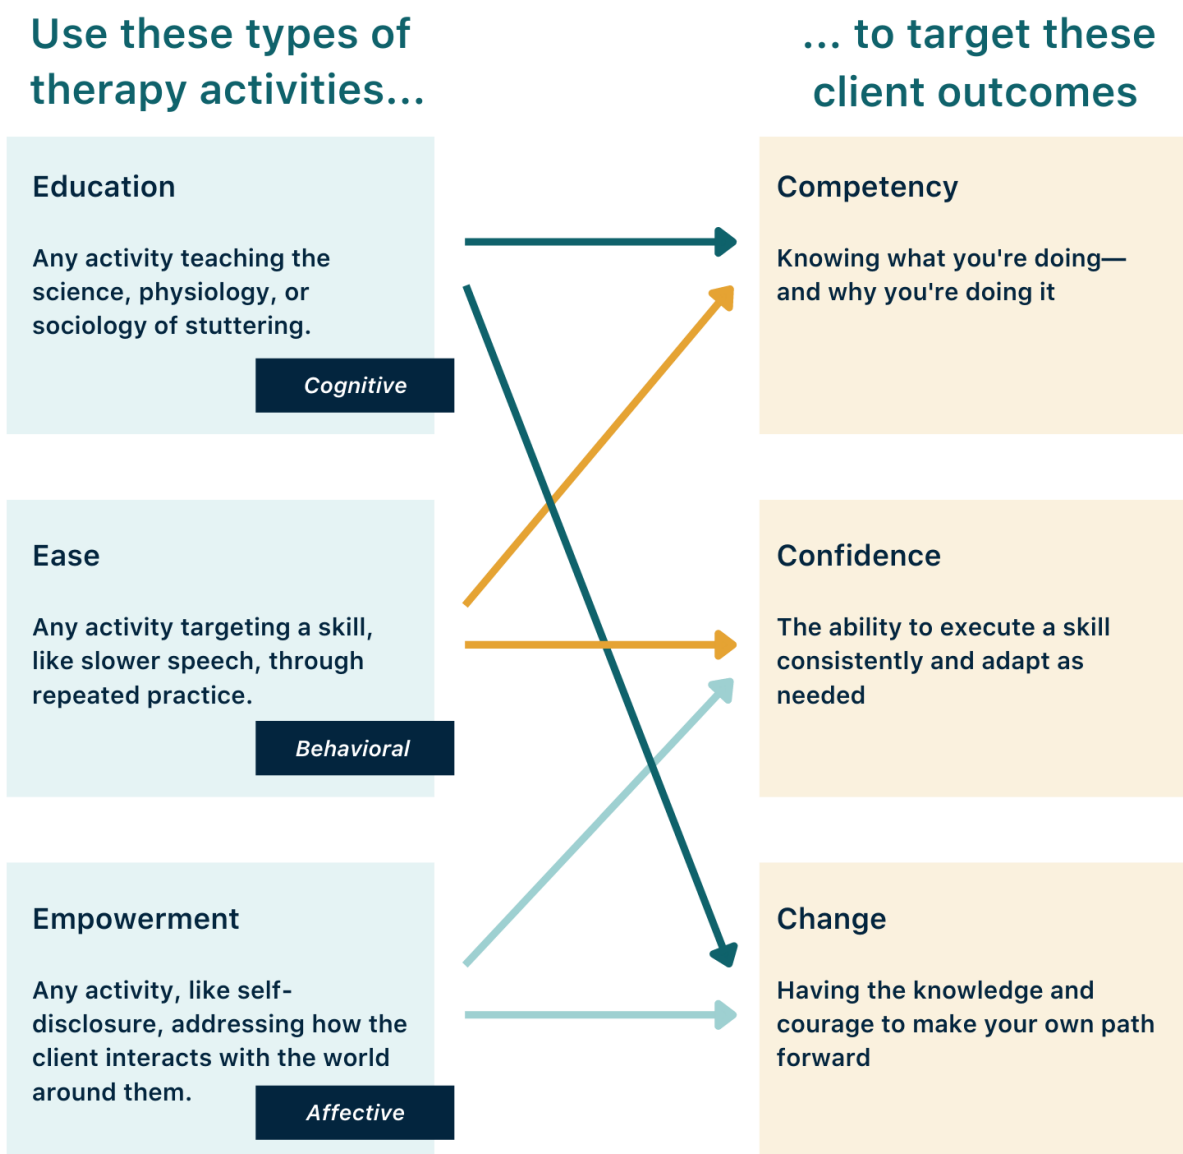 Use these types of
therapy activities...
... to target these
client outcomes
Education
Any activity teaching the
science, physiology, or
sociology of stuttering.
Cognitive
Competency
Knowing what you're doing—
and why you're doing it
Ease
Any activity targeting a skill,
like slower speech, through
repeated practice.
Behavioral
Confidence
The ability to execute a skill
consistently and adapt as
needed
Empowerment
Any activity, like self-
disclosure, addressing how the
client interacts with the world
around them.
Affective
Change
Having the knowledge and
courage to make your own path
forward